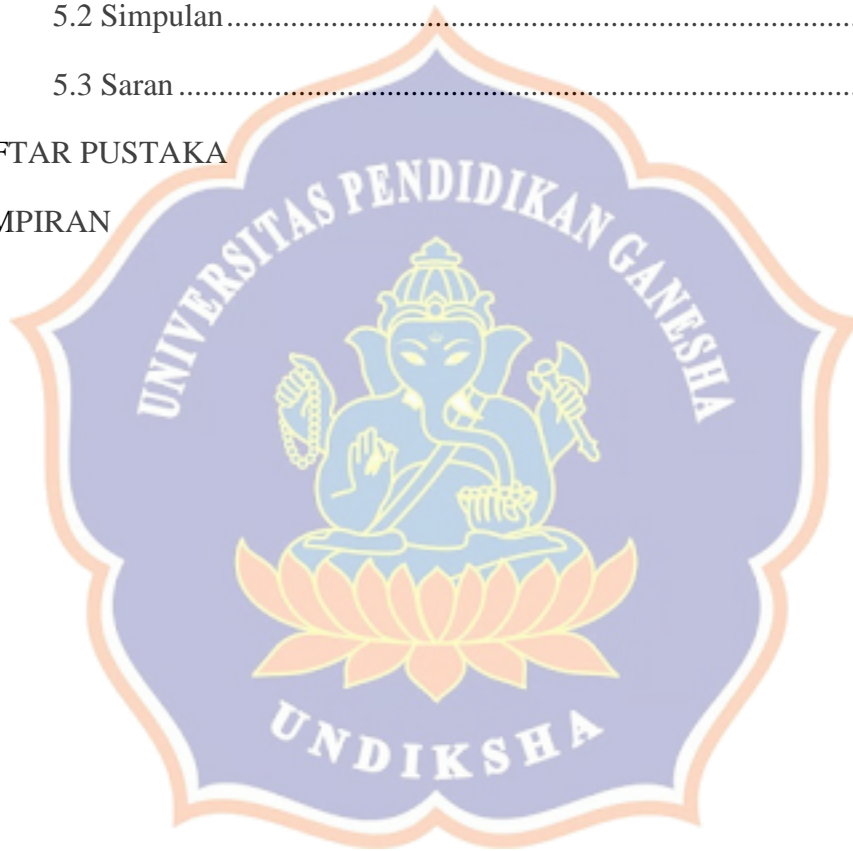 5.2 Simpulan........................................................................................
5.3 Saran..............................................................................................
FTAR PUSTAKA
MPIRAN
UNIVERSITAS PENDIDIKAN GANESHA
UNDIKSHA